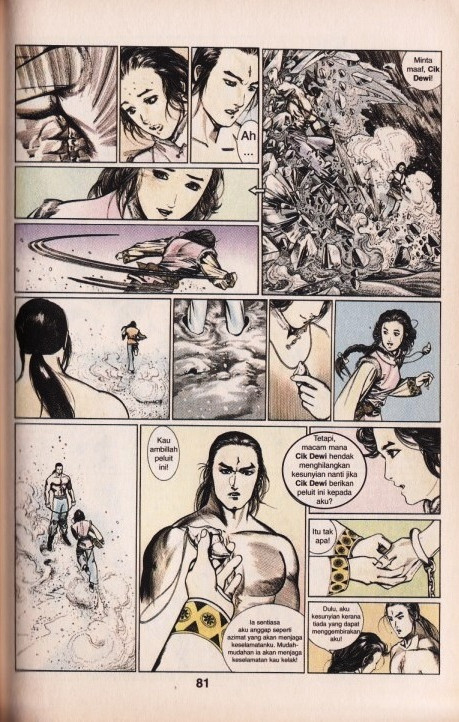 Minta
maaf, Cik
Dewi!
Ah
...
Kau
ambillah
peluit
ini!
Tetapi,
macam mana
Cik Dewi hendak
menghilangkan
kesunyian nanti jika
Cik Dewi berikan
peluit ini kepada
aku?
Itu tak
apa!
Ia sentiasa
aku anggap seperti
azimat yang akan menjaga
keselamatanku. Mudah-
mudahan ia akan menjaga
keselamatan kau kelak!
Dulu, aku
kesunyian kerana
tiada yang dapat
menggembirakan
aku!
81